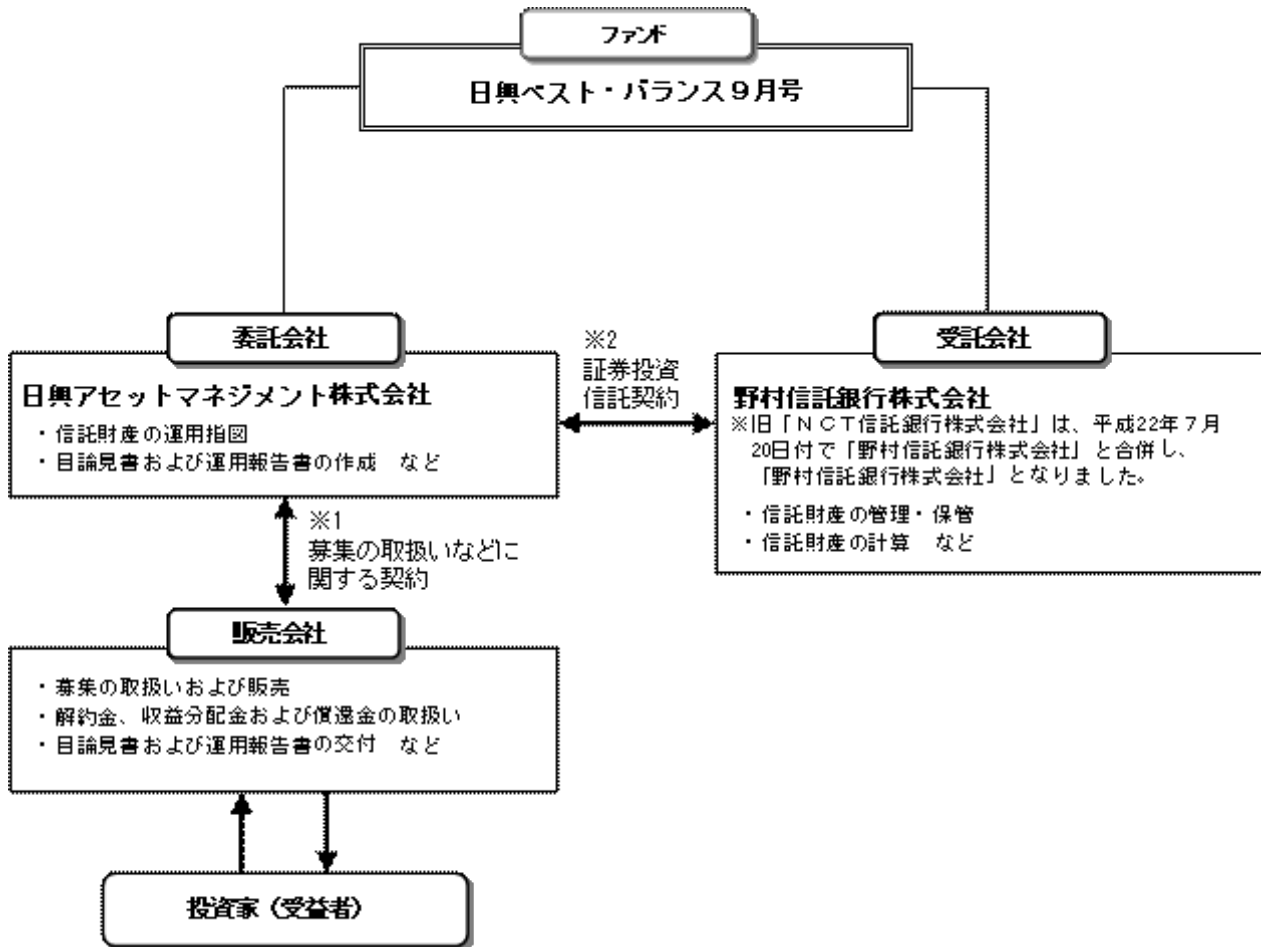 ファンド
日興ベスト・バランス９月号
委託会社
日興アセットマネジメント株式会社
・信託財産の運用指図
・目論見書および運用報告書の作成　など
※2
証券投資
信託契約
受託会社
野村信託銀行株式会社
※旧「ＮＣＴ信託銀行株式会社」は、平成22年７月
20日付で「野村信託銀行株式会社」と合併し、
「野村信託銀行株式会社」となりました。
・信託財産の管理・保管
・信託財産の計算　など
※1
募集の取扱いなどに
関する契約
販売会社
・募集の取扱いおよび販売
・解約金、収益分配金および償還金の取扱い
・目論見書および運用報告書の交付　など
投資家（受益者）